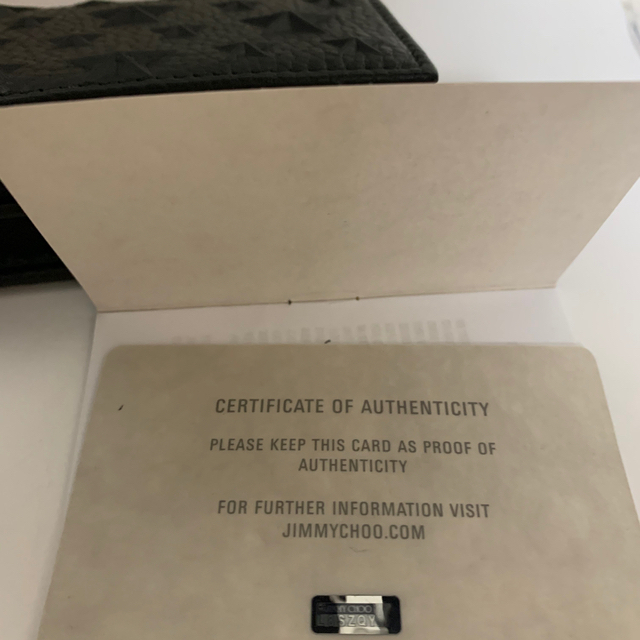 CERTIFICATE OF AUTHENTICITY
PLEASE KEEP THIS CARD AS PROOF OF
AUTHENTICITY
FOR FURTHER INFORMATION VISIT
JIMMYCHOO.COM